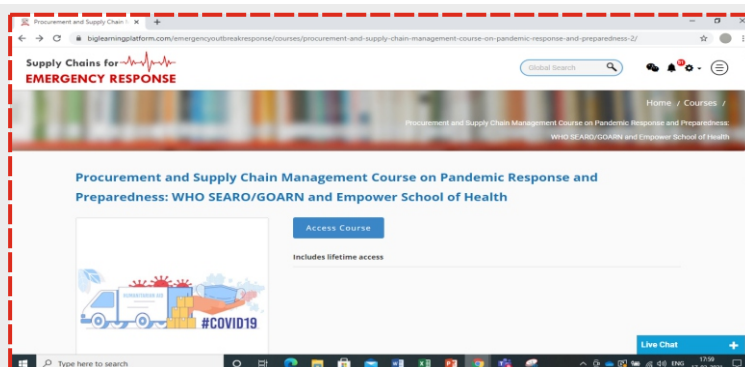 Procurement and Supply Chain
biglearningplatform.com/emergencyoutbreakresponse/courses/procurement-and-supply-chain-management-course-on-pandemic-response-and-preparedness-2/
Supply Chains for
EMERGENCY RESPONSE
Global Search
Home / Courses /
Procurement and Supply Chain Management Course on Pandemic Response and Preparedness:
WHO SEARO/GOARN and Empower School of Health
Procurement and Supply Chain Management Course on Pandemic Response and
Preparedness: WHO SEARO/GOARN and Empower School of Health
Access Course
Includes lifetime access
#COVID19
Live Chat +
Type here to search
ENG
17:59